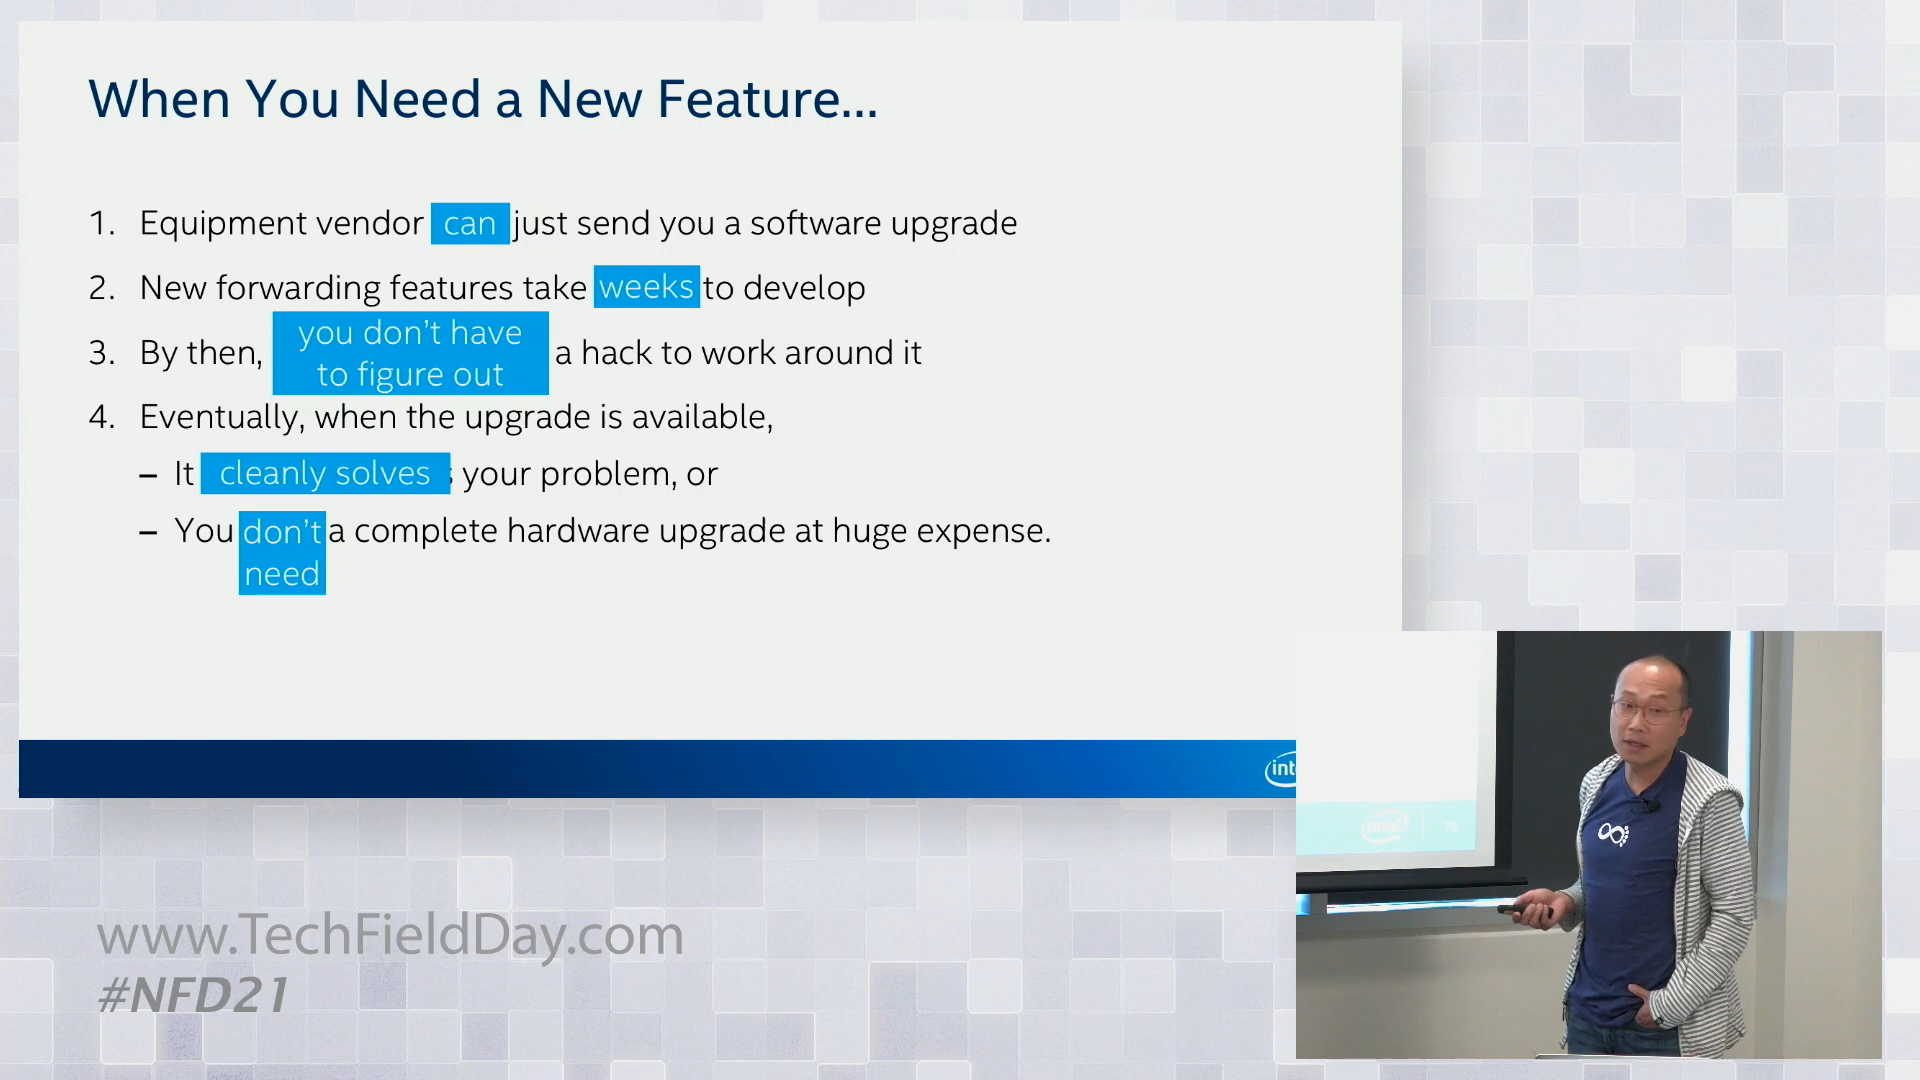 When You Need a New Feature...
1. Equipment vendor can just send you a software upgrade
2. New forwarding features take weeks to develop
3. By then, you don't have to figure out a hack to work around it
4. Eventually, when the upgrade is available,
– It cleanly solves your problem, or
– You don't need a complete hardware upgrade at huge expense.
www.TechFieldDay.com
#NFD21
intel